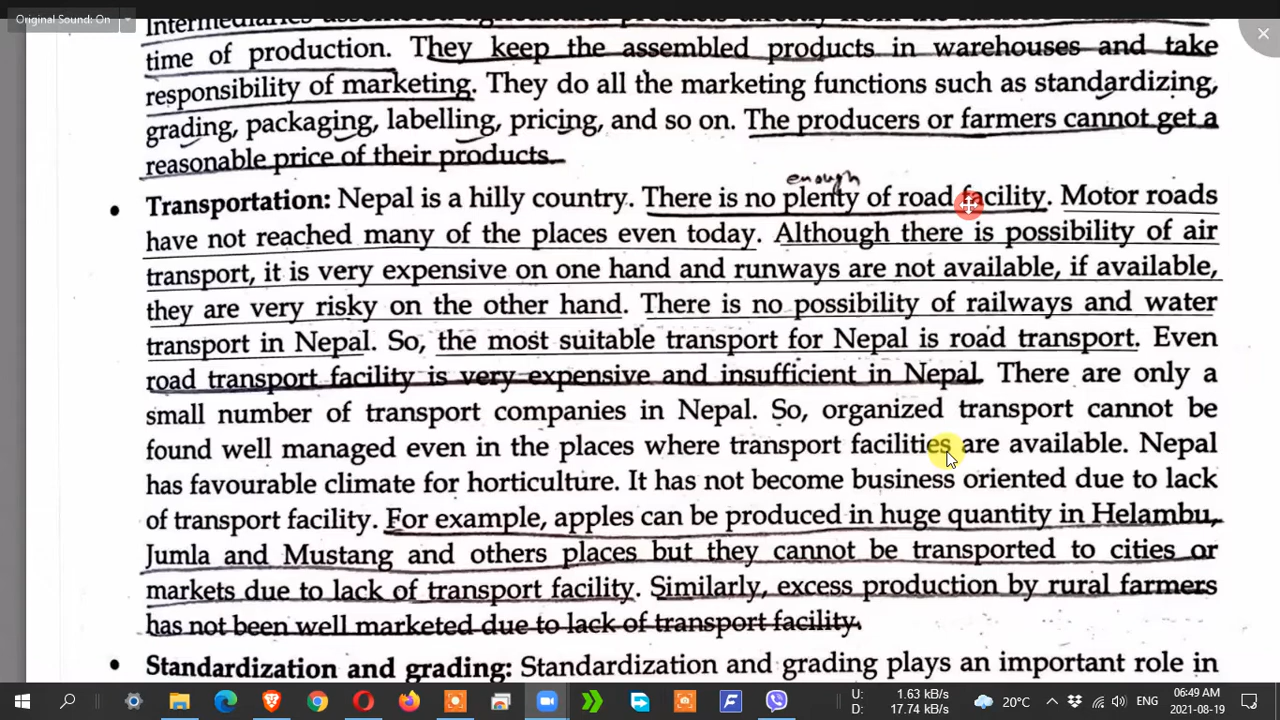 Original Sound: On
Intermediaries assembled agricultural products directly from the farmers
time of production. They keep the assembled products in warehouses and take
responsibility of marketing. They do all the marketing functions such as standardizing,
grading, packaging, labelling, pricing, and so on. The producers or farmers cannot get a
reasonable price of their products.
enough
• Transportation: Nepal is a hilly country. There is no plenty of road facility. Motor roads
have not reached many of the places even today. Although there is possibility of air
transport, it is very expensive on one hand and runways are not available, if available,
they are very risky on the other hand. There is no possibility of railways and water
transport in Nepal. So, the most suitable transport for Nepal is road transport. Even
road transport facility is very expensive and insufficient in Nepal. There are only a
small number of transport companies in Nepal. So, organized transport cannot be
found well managed even in the places where transport facilities are available. Nepal
has favourable climate for horticulture. It has not become business oriented due to lack
of transport facility. For example, apples can be produced in huge quantity in Helambu,
Jumla and Mustang and others places but they cannot be transported to cities or
markets due to lack of transport facility. Similarly, excess production by rural farmers
has not been well marketed due to lack of transport facility.
• Standardization and grading: Standardization and grading plays an important role in
U: 1.63 kB/s
D: 17.74 kB/s
20°C
ENG
06:49 AM
2021-08-19